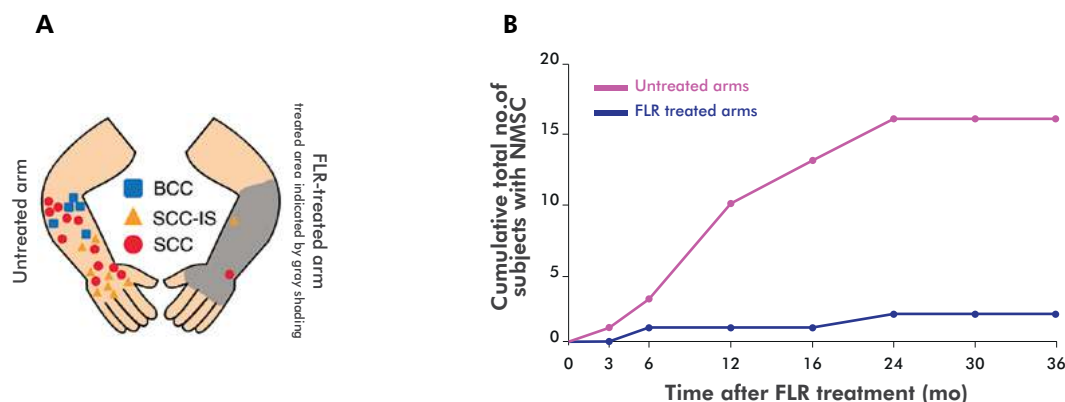 A
Untreated arm
BCC
SCC-IS
SCC
FLR-treated arm
treated area indicated by gray shading
B
Cumulative total no.of
subjects with NMSC
20
15
10
5
0
Untreated arms
FLR treated arms
0 3 6 12 16 24 30 36
Time after FLR treatment (mo)